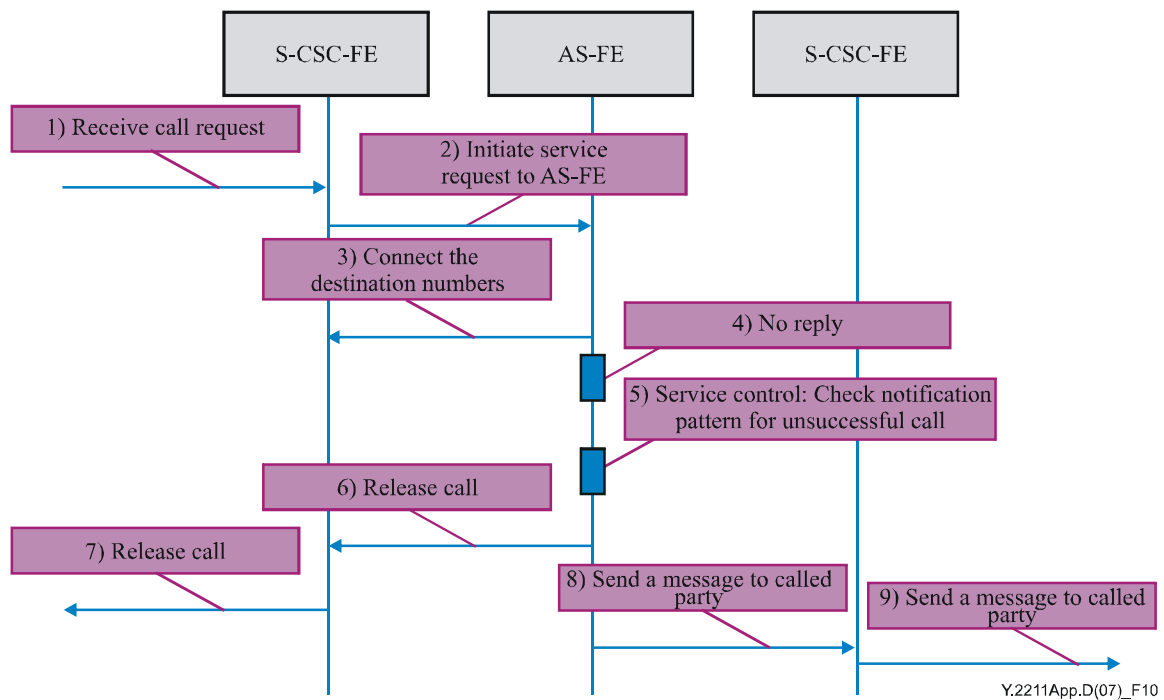 S-CSC-FE
AS-FE
S-CSC-FE
1) Receive call request
2) Initiate service
request to AS-FE
3) Connect the
destination numbers
4) No reply
5) Service control: Check notification
pattern for unsuccessful call
6) Release call
7) Release call
8) Send a message to called
party
9) Send a message to called
party
Y.2211App.D(07)_F10